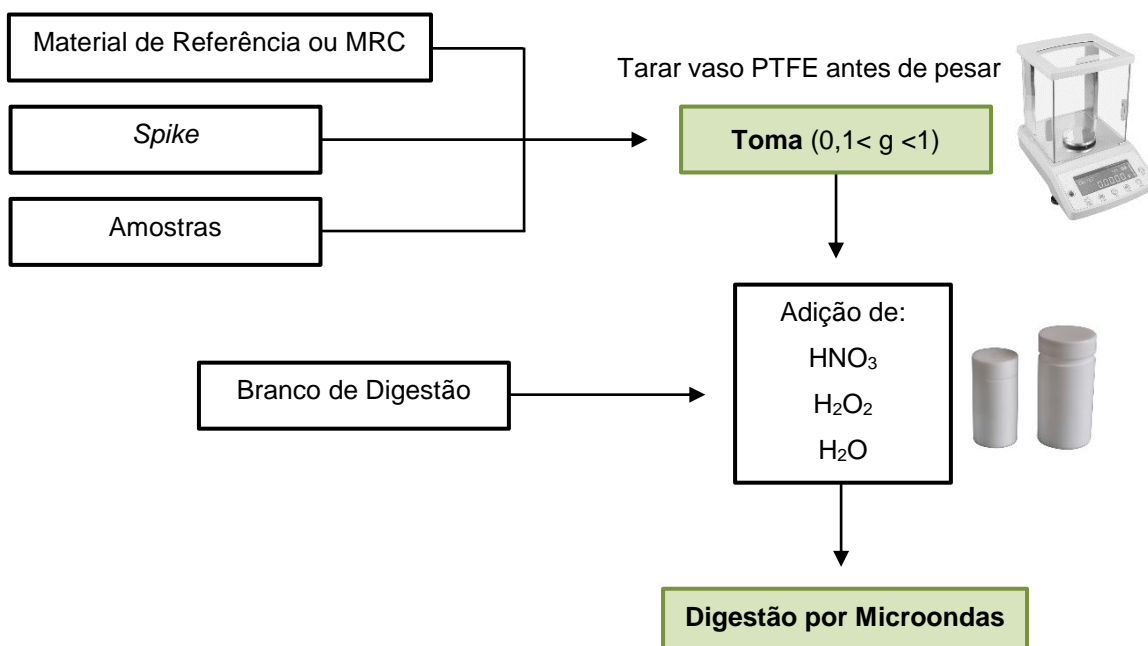 Material de Referência ou MRC
Tarar vaso PTFE antes de pesar
Spike
Toma (0,1< g <1)
Amostras
Adição de:
HNO₃
H₂O₂
H₂O
Branco de Digestão
Digestão por Microondas